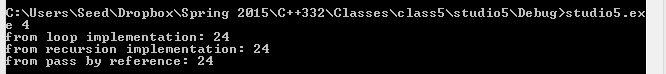 C:\Users\Seed\Dropbox\Spring 2015\C++332\Classes\class5\studio5\Debug>studio5.ex
e 4
from loop implementation: 24
from recursion implementation: 24
from pass by reference: 24